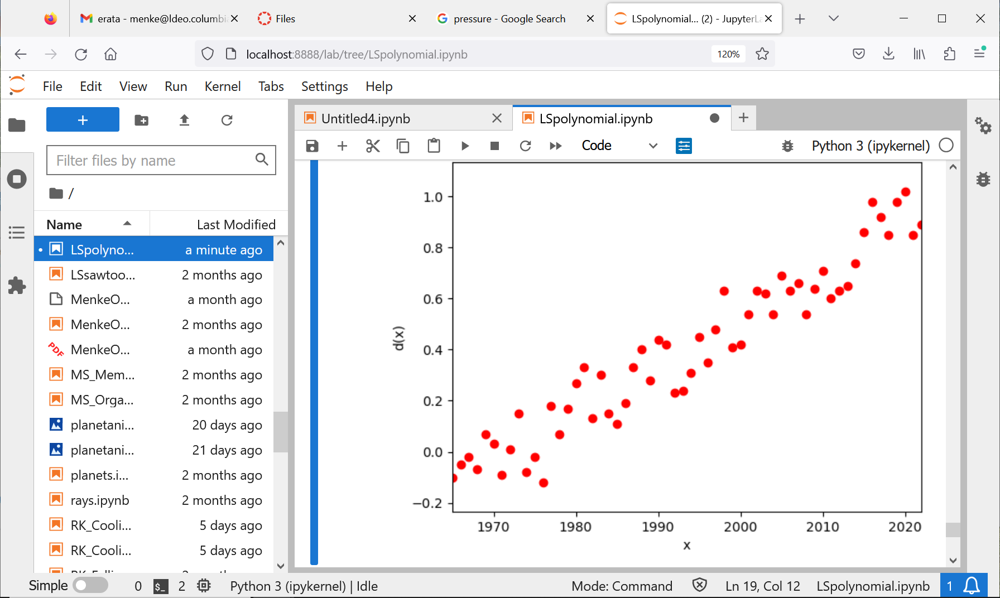 erata - menke@ldeo.columbi
Files
pressure - Google Search
LSpolynomial... (2) - JupyterL
localhost:8888/lab/tree/LSpolynomial.ipynb
120%
File Edit View Run Kernel Tabs Settings Help
Untitled4.ipynb
LSpolynomial.ipynb
Code
Python 3 (ipykernel)
Filter files by name
/
Name
Last Modified
LSpolyno... a minute ago
LSsawtoo... 2 months ago
MenkeO... a month ago
MenkeO... 2 months ago
PDF MenkeO... a month ago
MS_Mem... 2 months ago
MS_Orga... 2 months ago
planetani... 20 days ago
planetani... 21 days ago
planets.i... 2 months ago
rays.ipynb 2 months ago
RK_Cooli... 5 days ago
RK_Cooli... 5 days ago
1.0
0.8
0.6
0.4
0.2
0.0
−0.2
d(x)
1970 1980 1990 2000 2010 2020
x
Simple 0 $_ 2 Python 3 (ipykernel) | Idle Mode: Command Ln 19, Col 12 LSpolynomial.ipynb 1